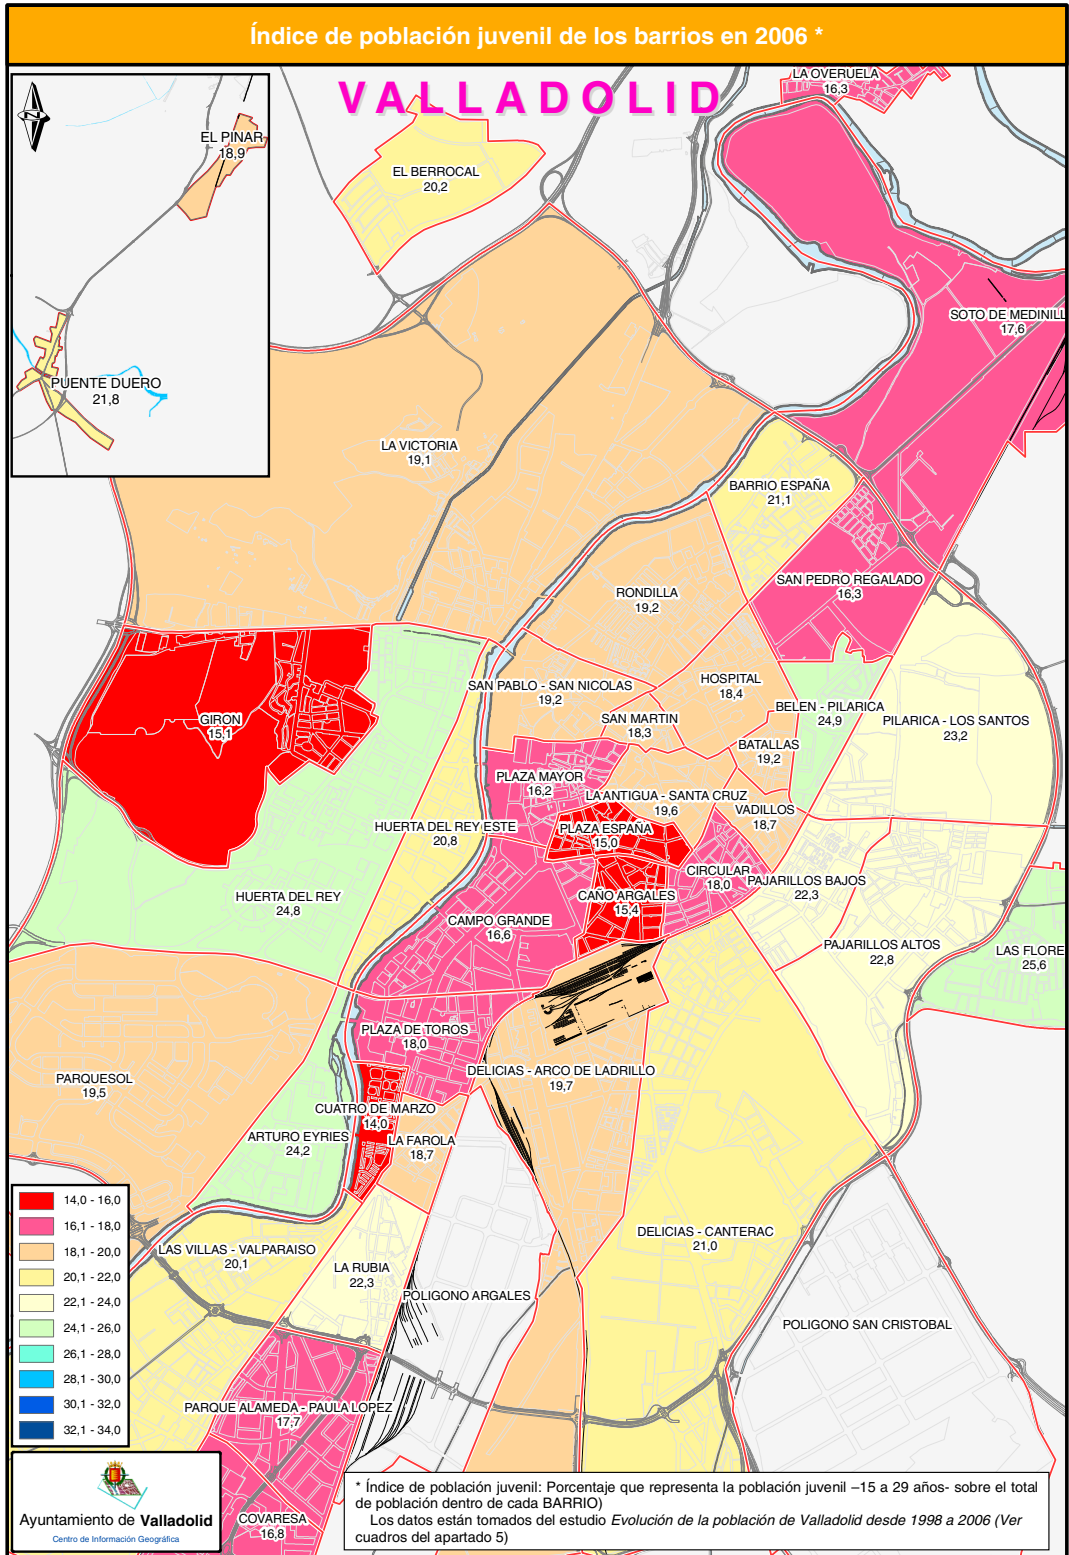 Índice de población juvenil de los barrios en 2006 *
VALLADOLID
LA OVERUELA
16,3
EL PINAR
18,9
EL BERROCAL
20,2
SOTO DE MEDINILL
17,6
PUENTE DUERO
21,8
LA VICTORIA
19,1
BARRIO ESPAÑA
21,1
SAN PEDRO REGALADO
16,3
RONDILLA
19,2
HOSPITAL
18,4
SAN PABLO - SAN NICOLAS
19,2
SAN MARTIN
18,3
BELEN - PILARICA
24,9
PILARICA - LOS SANTOS
23,2
GIRON
15,1
BATALLAS
19,2
PLAZA MAYOR
16,2
LA ANTIGUA - SANTA CRUZ
19,6
VADILLOS
18,7
HUERTA DEL REY ESTE
20,8
PLAZA ESPAÑA
15,0
CIRCULAR
18,0
PAJARILLOS BAJOS
22,3
HUERTA DEL REY
24,8
CAÑO ARGALES
15,4
CAMPO GRANDE
16,6
PAJARILLOS ALTOS
22,8
LAS FLORE
25,6
PLAZA DE TOROS
18,0
DELICIAS - ARCO DE LADRILLO
19,7
PARQUESOL
19,5
CUATRO DE MARZO
14,0
ARTURO EYRIES
24,2
LA FAROLA
18,7
DELICIAS - CANTERAC
21,0
LAS VILLAS - VALPARAISO
20,1
LA RUBIA
22,3
POLIGONO ARGALES
POLIGONO SAN CRISTOBAL
PARQUE ALAMEDA - PAULA LOPEZ
17,7
COVARESA
16,8
14,0 - 16,0
16,1 - 18,0
18,1 - 20,0
20,1 - 22,0
22,1 - 24,0
24,1 - 26,0
26,1 - 28,0
28,1 - 30,0
30,1 - 32,0
32,1 - 34,0
Ayuntamiento de Valladolid
Centro de Información Geográfica
* Índice de población juvenil: Porcentaje que representa la población juvenil –15 a 29 años- sobre el total
de población dentro de cada BARRIO)
Los datos están tomados del estudio Evolución de la población de Valladolid desde 1998 a 2006 (Ver
cuadros del apartado 5)